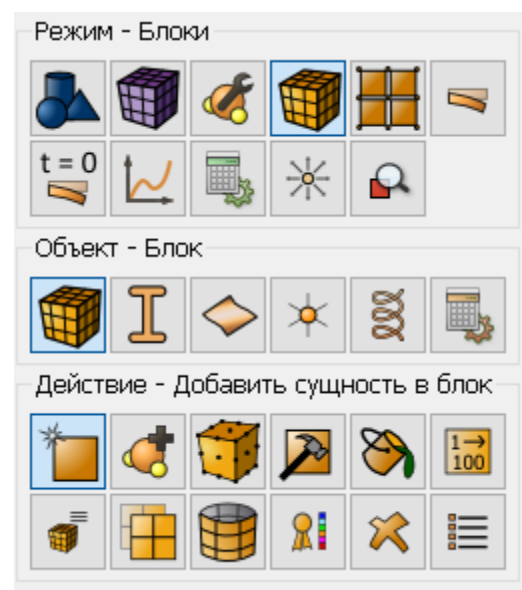 Режим - Блоки
t = 0
Объект - Блок
Действие - Добавить сущность в блок
1→
100